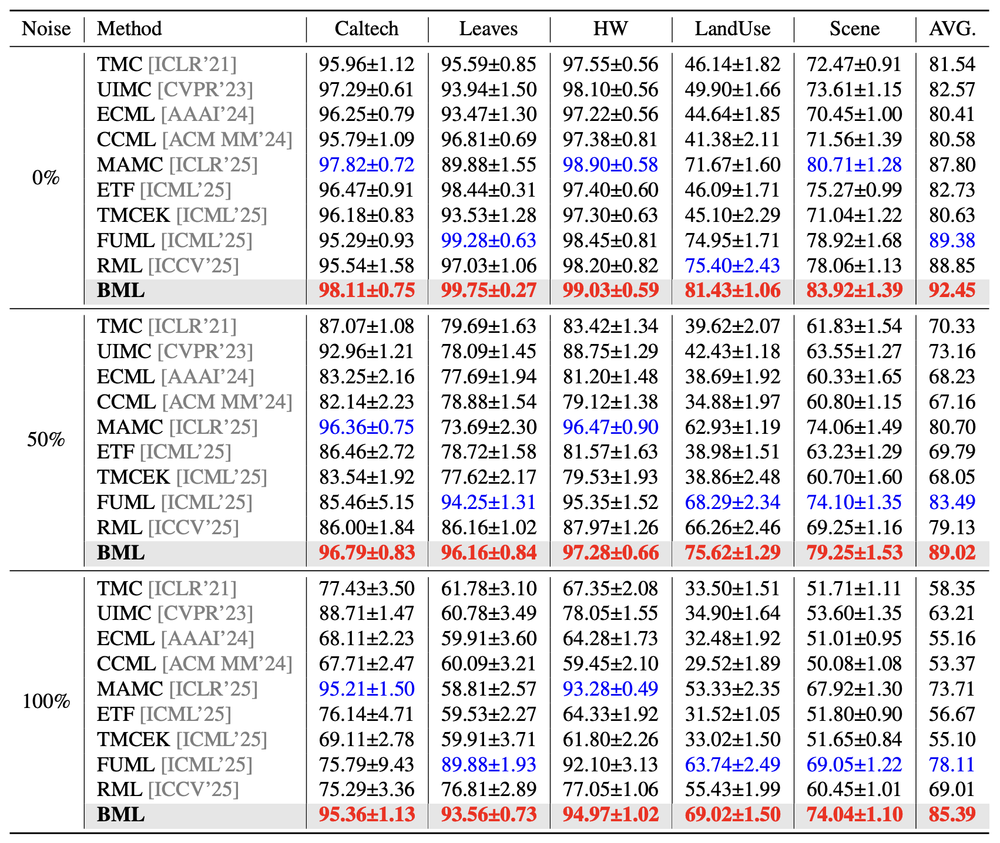 Noise Method Caltech Leaves HW LandUse Scene AVG.
TMC [ICLR’21] 95.96±1.12 95.59±0.85 97.55±0.56 46.14±1.82 72.47±0.91 81.54
UIMC [CVPR’23] 97.29±0.61 93.94±1.50 98.10±0.56 49.90±1.66 73.61±1.15 82.57
ECML [AAAI’24] 96.25±0.79 93.47±1.30 97.22±0.56 44.64±1.85 70.45±1.00 80.41
CCML [ACM MM’24] 95.79±1.09 96.81±0.69 97.38±0.81 41.38±2.11 71.56±1.39 80.58
MAMC [ICLR’25] 97.82±0.72 89.88±1.55 98.90±0.58 71.67±1.60 80.71±1.28 87.80
0%
ETF [ICML’25] 96.47±0.91 98.44±0.31 97.40±0.60 46.09±1.71 75.27±0.99 82.73
TMCEK [ICML’25] 96.18±0.83 93.53±1.28 97.30±0.63 45.10±2.29 71.04±1.22 80.63
FUML [ICML’25] 95.29±0.93 99.28±0.63 98.45±0.81 74.95±1.71 78.92±1.68 89.38
RML [ICCV’25] 95.54±1.58 97.03±1.06 98.20±0.82 75.40±2.43 78.06±1.13 88.85
BML 98.11±0.75 99.75±0.27 99.03±0.59 81.43±1.06 83.92±1.39 92.45
TMC [ICLR’21] 87.07±1.08 79.69±1.63 83.42±1.34 39.62±2.07 61.83±1.54 70.33
UIMC [CVPR’23] 92.96±1.21 78.09±1.45 88.75±1.29 42.43±1.18 63.55±1.27 73.16
ECML [AAAI’24] 83.25±2.16 77.69±1.94 81.20±1.48 38.69±1.92 60.33±1.65 68.23
CCML [ACM MM’24] 82.14±2.23 78.88±1.54 79.12±1.38 34.88±1.97 60.80±1.15 67.16
MAMC [ICLR’25] 96.36±0.75 73.69±2.30 96.47±0.90 62.93±1.19 74.06±1.49 80.70
50%
ETF [ICML’25] 86.46±2.72 78.72±1.58 81.57±1.63 38.98±1.51 63.23±1.29 69.79
TMCEK [ICML’25] 83.54±1.92 77.62±2.17 79.53±1.93 38.86±2.48 60.70±1.60 68.05
FUML [ICML’25] 85.46±5.15 94.25±1.31 95.35±1.52 68.29±2.34 74.10±1.35 83.49
RML [ICCV’25] 86.00±1.84 86.16±1.02 87.97±1.26 66.26±2.46 69.25±1.16 79.13
BML 96.79±0.83 96.16±0.84 97.28±0.66 75.62±1.29 79.25±1.53 89.02
TMC [ICLR’21] 77.43±3.50 61.78±3.10 67.35±2.08 33.50±1.51 51.71±1.11 58.35
UIMC [CVPR’23] 88.71±1.47 60.78±3.49 78.05±1.55 34.90±1.64 53.60±1.35 63.21
ECML [AAAI’24] 68.11±2.23 59.91±3.60 64.28±1.73 32.48±1.92 51.01±0.95 55.16
CCML [ACM MM’24] 67.71±2.47 60.09±3.21 59.45±2.10 29.52±1.89 50.08±1.08 53.37
MAMC [ICLR’25] 95.21±1.50 58.81±2.57 93.28±0.49 53.33±2.35 67.92±1.30 73.71
100%
ETF [ICML’25] 76.14±4.71 59.53±2.27 64.33±1.92 31.52±1.05 51.80±0.90 56.67
TMCEK [ICML’25] 69.11±2.78 59.91±3.71 61.80±2.26 33.02±1.50 51.65±0.84 55.10
FUML [ICML’25] 75.79±9.43 89.88±1.93 92.10±3.13 63.74±2.49 69.05±1.22 78.11
RML [ICCV’25] 75.29±3.36 76.81±2.89 77.05±1.06 55.43±1.99 60.45±1.01 69.01
BML 95.36±1.13 93.56±0.73 94.97±1.02 69.02±1.50 74.04±1.10 85.39